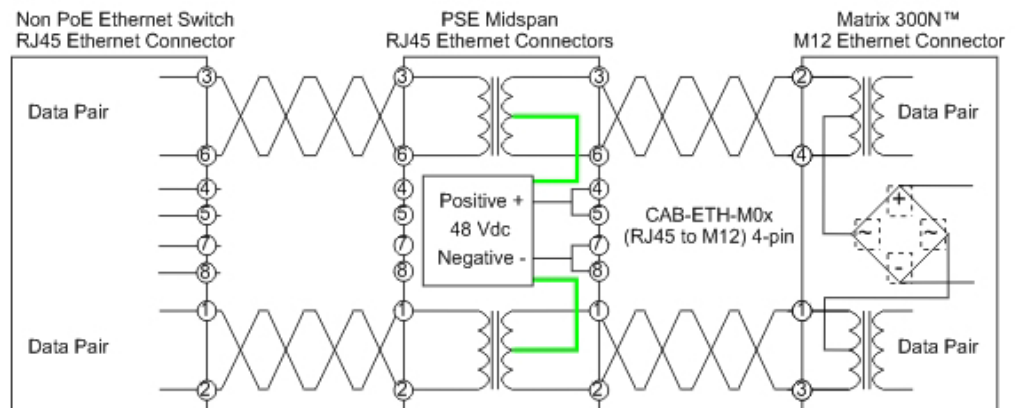 Non PoE Ethernet Switch
RJ45 Ethernet Connector
PSE Midspan
RJ45 Ethernet Connectors
Matrix 300N™
M12 Ethernet Connector
3
3
3
2
Data Pair
Data Pair
6
6
6
4
4
4
4
Positive +
5
5
5
48 Vdc
CAB-ETH-M0x
(RJ45 to M12) 4-pin
+
~
~
-
7
7
7
Negative -
8
8
8
1
1
1
1
Data Pair
Data Pair
2
2
2
3